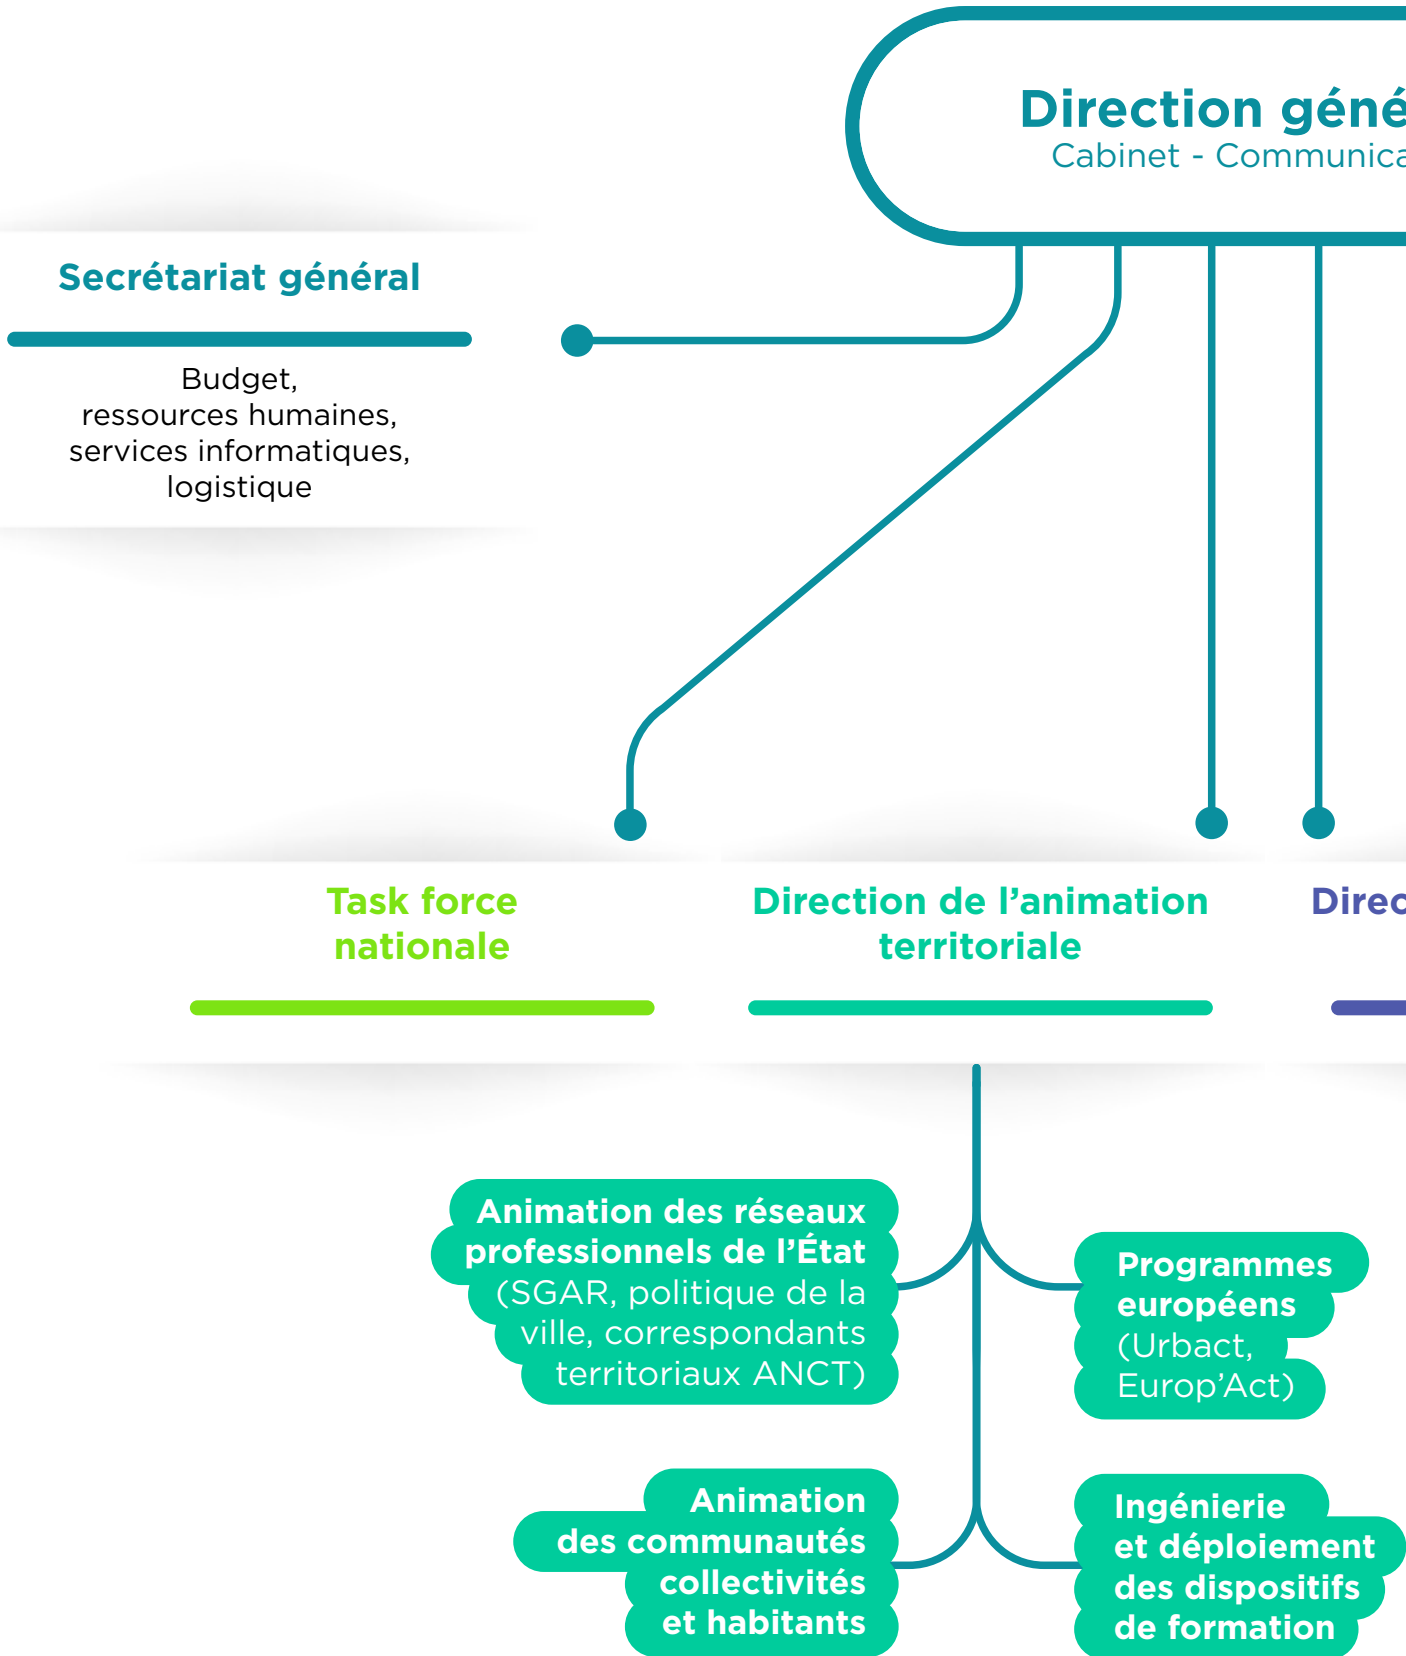 Direction géné
Cabinet - Communica
Secrétariat général
Budget,
ressources humaines,
services informatiques,
logistique
Task force
nationale
Direction de l’animation
territoriale
Direc
Animation des réseaux
professionnels de l’État
(SGAR, politique de la
ville, correspondants
territoriaux ANCT)
Programmes
européens
(Urbact,
Europ’Act)
Animation
des communautés
collectivités
et habitants
Ingénierie
et déploiement
des dispositifs
de formation